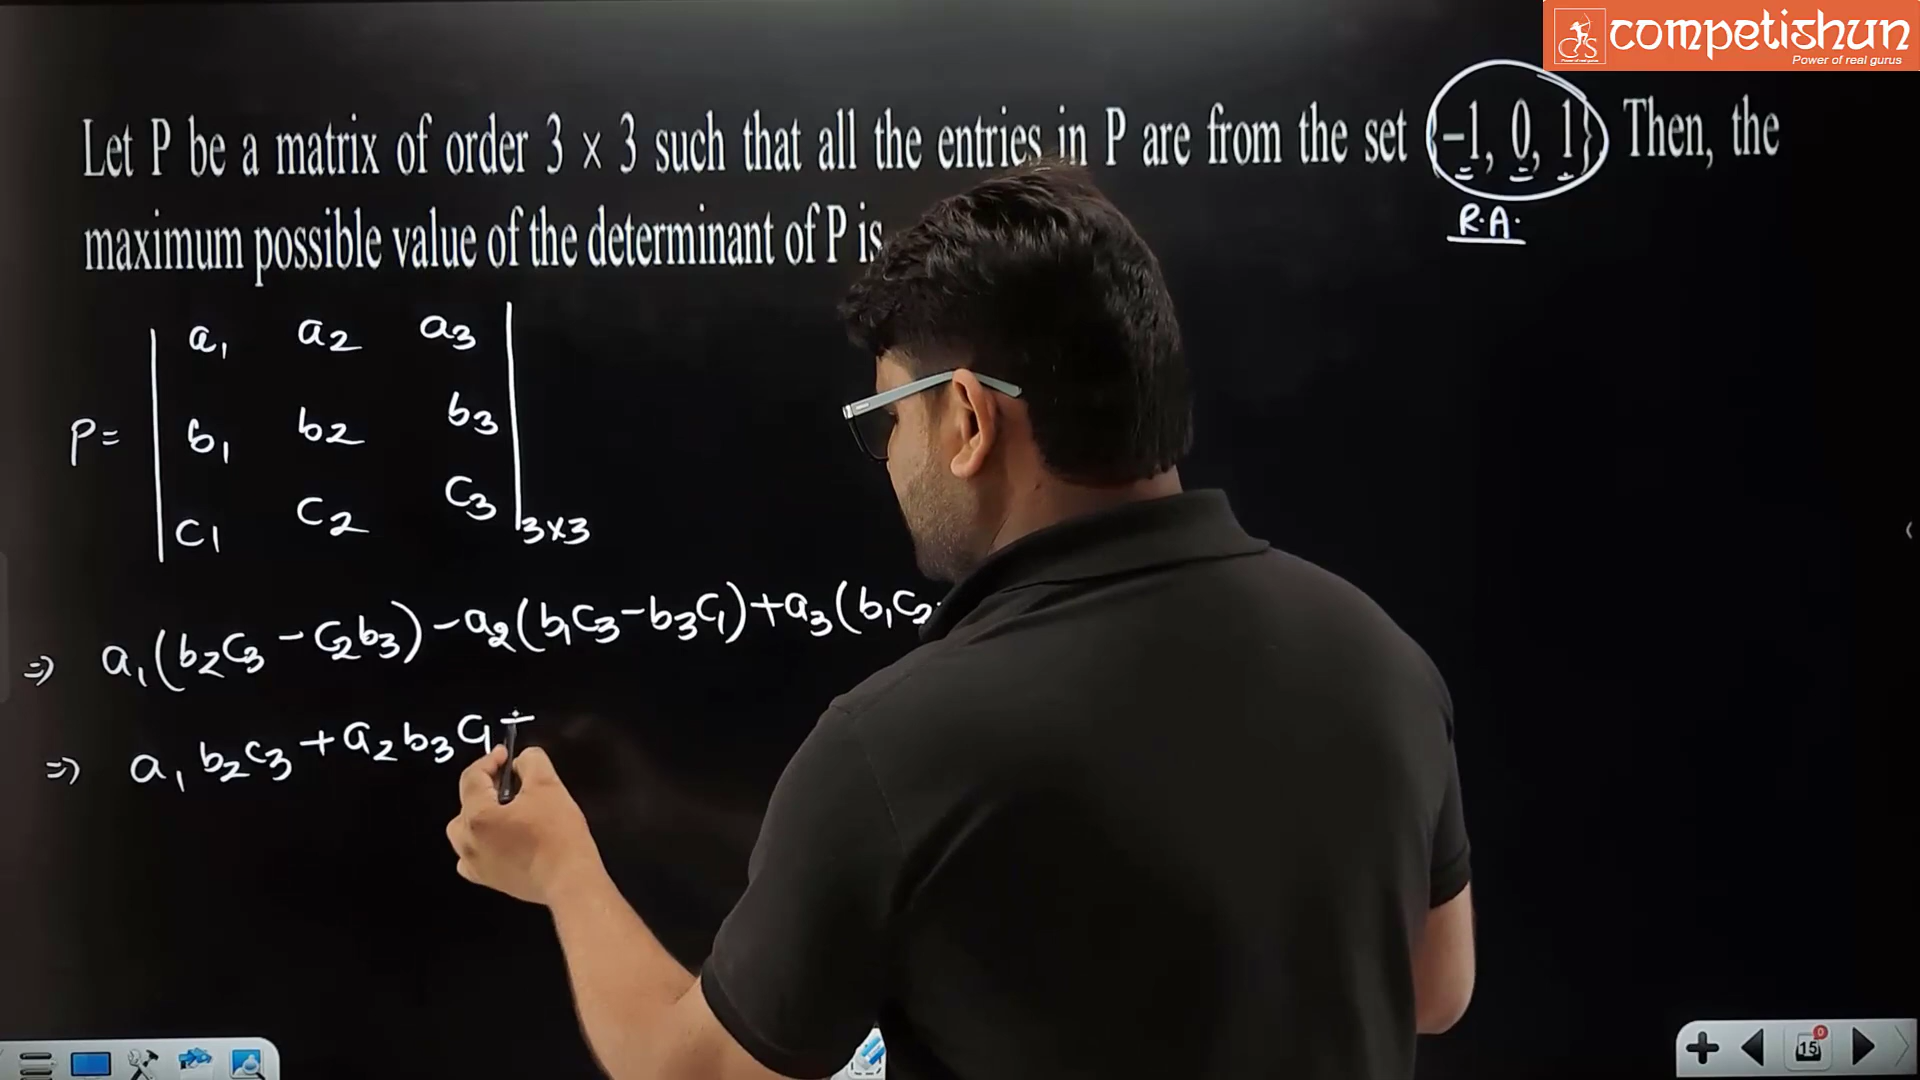 competishun
Power of real gurus
Let P be a matrix of order 3 × 3 such that all the entries in P are from the set {–1, 0, 1} Then, the
R.A.
maximum possible value of the determinant of P is
P = | a₁ a₂ a₃ |
| b₁ b₂ b₃ |
| c₁ c₂ c₃ | 3×3
⇒ a₁(b₂c₃ – c₂b₃) – a₂(b₁c₃ – b₃c₁) + a₃(b₁c₂
⇒ a₁b₂c₃ + a₂b₃c₁
15
0